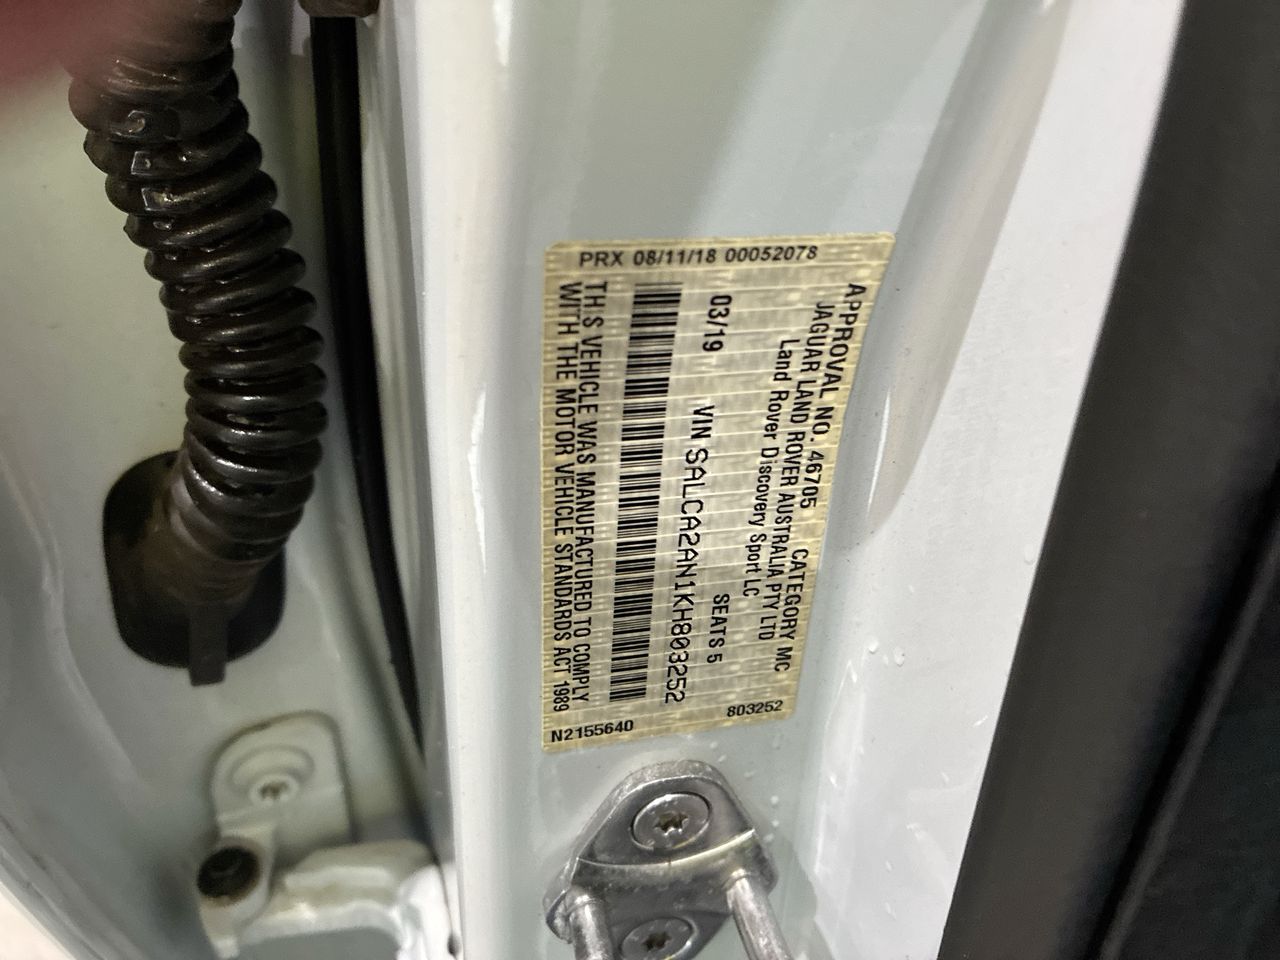 PRX 08/11/18 00052078
APPROVAL NO. 46705 CATEGORY MC
JAGUAR LAND ROVER AUSTRALIA PTY LTD
Land Rover Discovery Sport LC
03/19 SEATS 5
VIN SALCA2AN1KH803252
THIS VEHICLE WAS MANUFACTURED TO COMPLY
WITH THE MOTOR VEHICLE STANDARDS ACT 1989
N2155640 803252